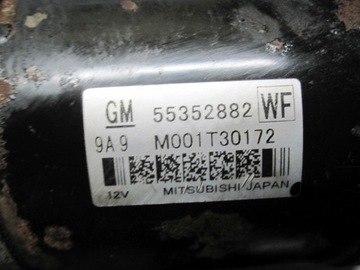 GM 55352882 WF
9A9 M001T30172
12V MITSUBISHI/JAPAN